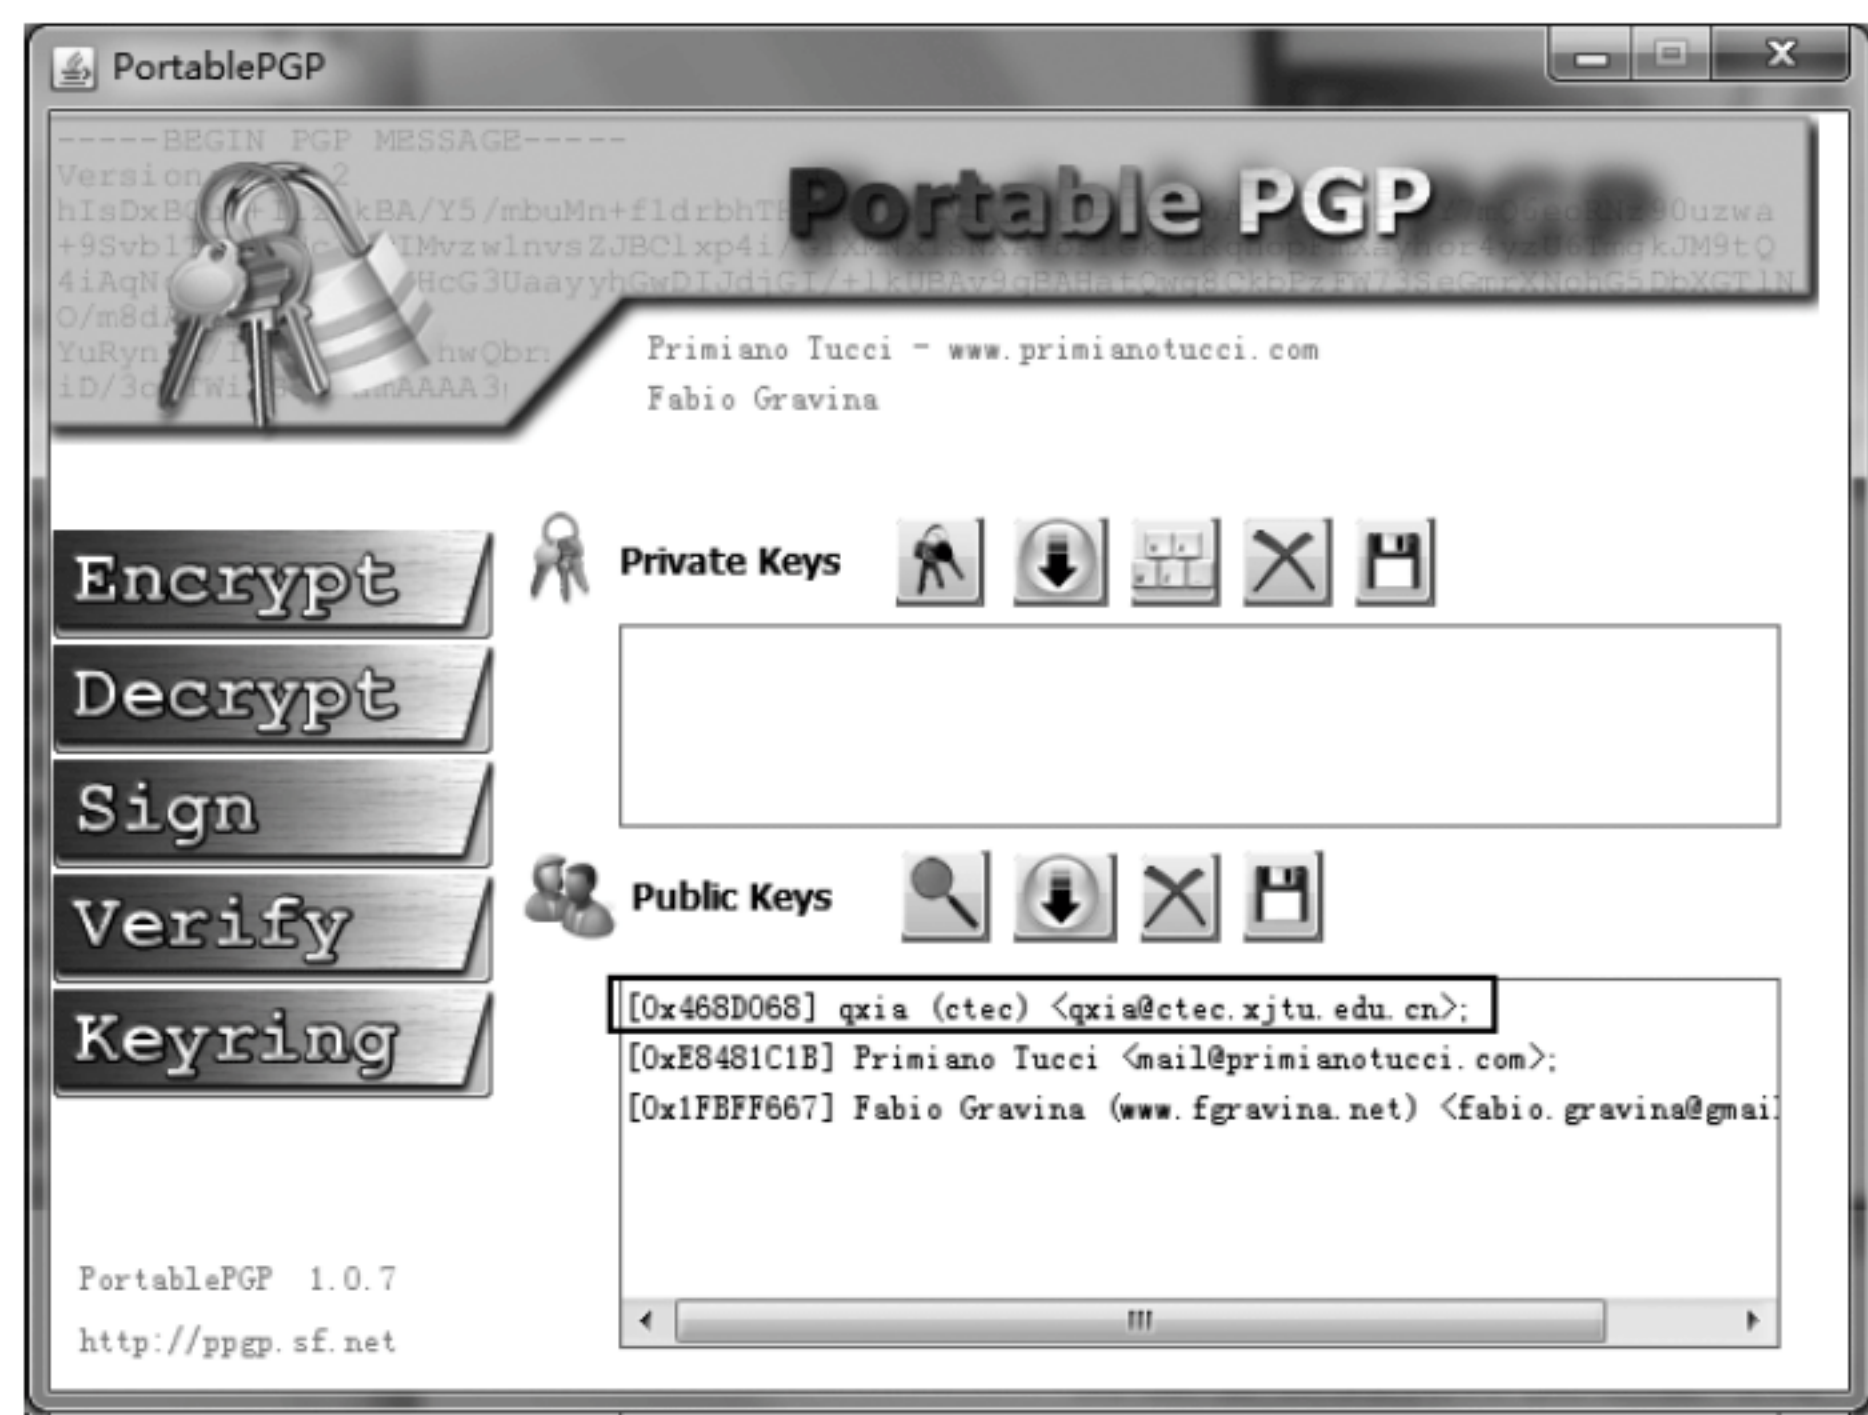 PortablePGP
-----BEGIN PGP MESSAGE-----
Portable PGP
Primiano Tucci - www.primianotucci.com
Fabio Gravina
Encrypt
Private Keys
Decrypt
Sign
Public Keys
Verify
Keyring
[0x468D068] qxia (ctec) <qxia@ctec.xjtu.edu.cn>;
[0xE8481C1B] Primiano Tucci <mail@primianotucci.com>;
[0x1FBFF667] Fabio Gravina (www.fgravina.net) <fabio.gravina@gmail
PortablePGP 1.0.7
http://ppgp.sf.net